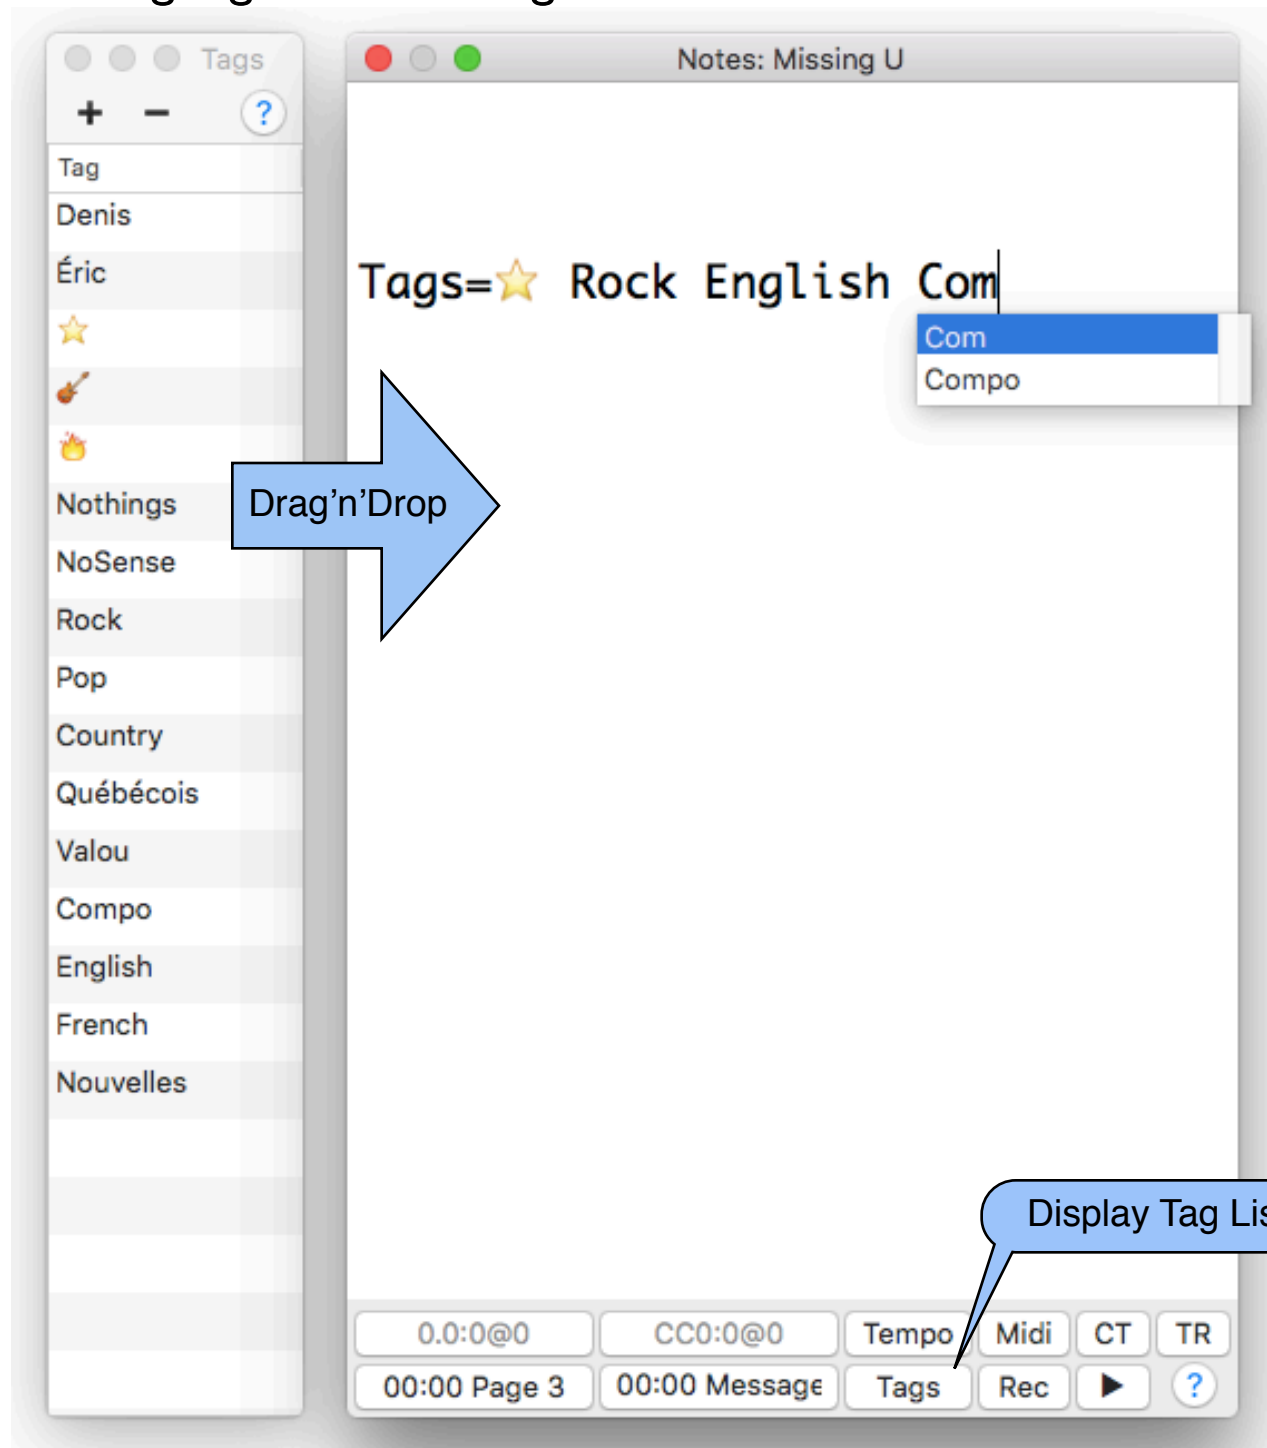 Tags
+ − ?
Tag
Denis
Éric
⭐
🎸
🔥
Nothings
NoSense
Rock
Pop
Country
Québécois
Valou
Compo
English
French
Nouvelles
Drag’n’Drop
Notes: Missing U
Tags=⭐ Rock English Com
Com
Compo
Display Tag Lis
0.0:0@0 CC0:0@0 Tempo Midi CT TR
00:00 Page 3 00:00 Message Tags Rec ▶ ?